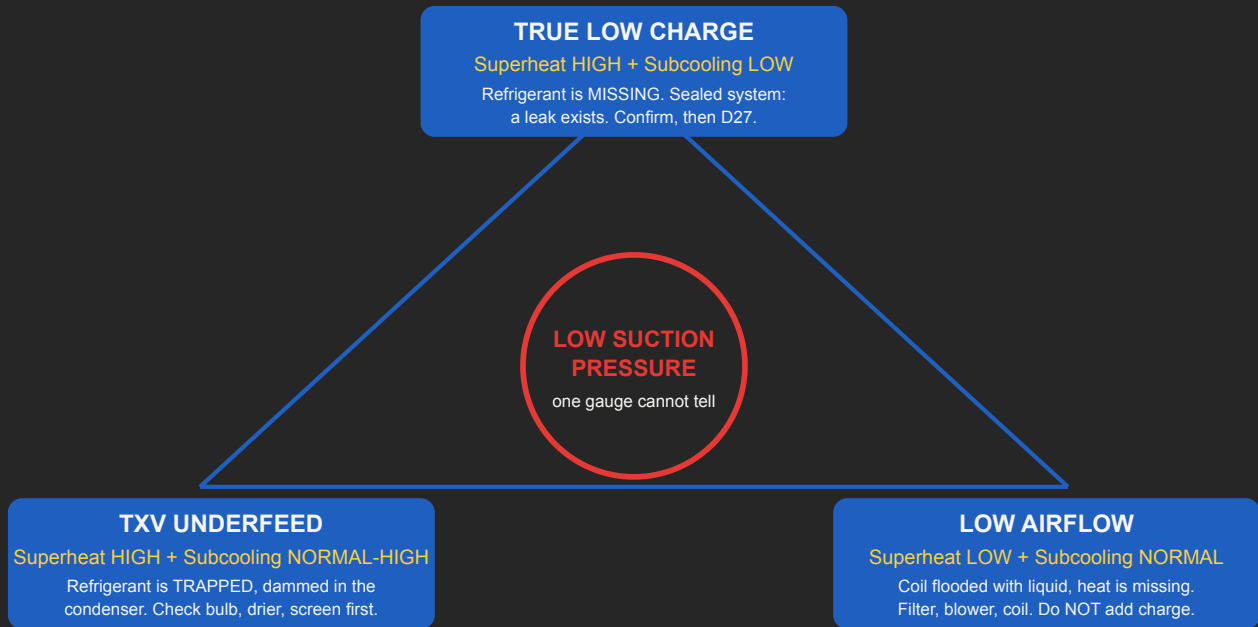 TRUE LOW CHARGE
Superheat HIGH + Subcooling LOW
Refrigerant is MISSING. Sealed system:
a leak exists. Confirm, then D27.
LOW SUCTION
PRESSURE
one gauge cannot tell
TXV UNDERFEED
Superheat HIGH + Subcooling NORMAL-HIGH
Refrigerant is TRAPPED, dammed in the
condenser. Check bulb, drier, screen first.
LOW AIRFLOW
Superheat LOW + Subcooling NORMAL
Coil flooded with liquid, heat is missing.
Filter, blower, coil. Do NOT add charge.